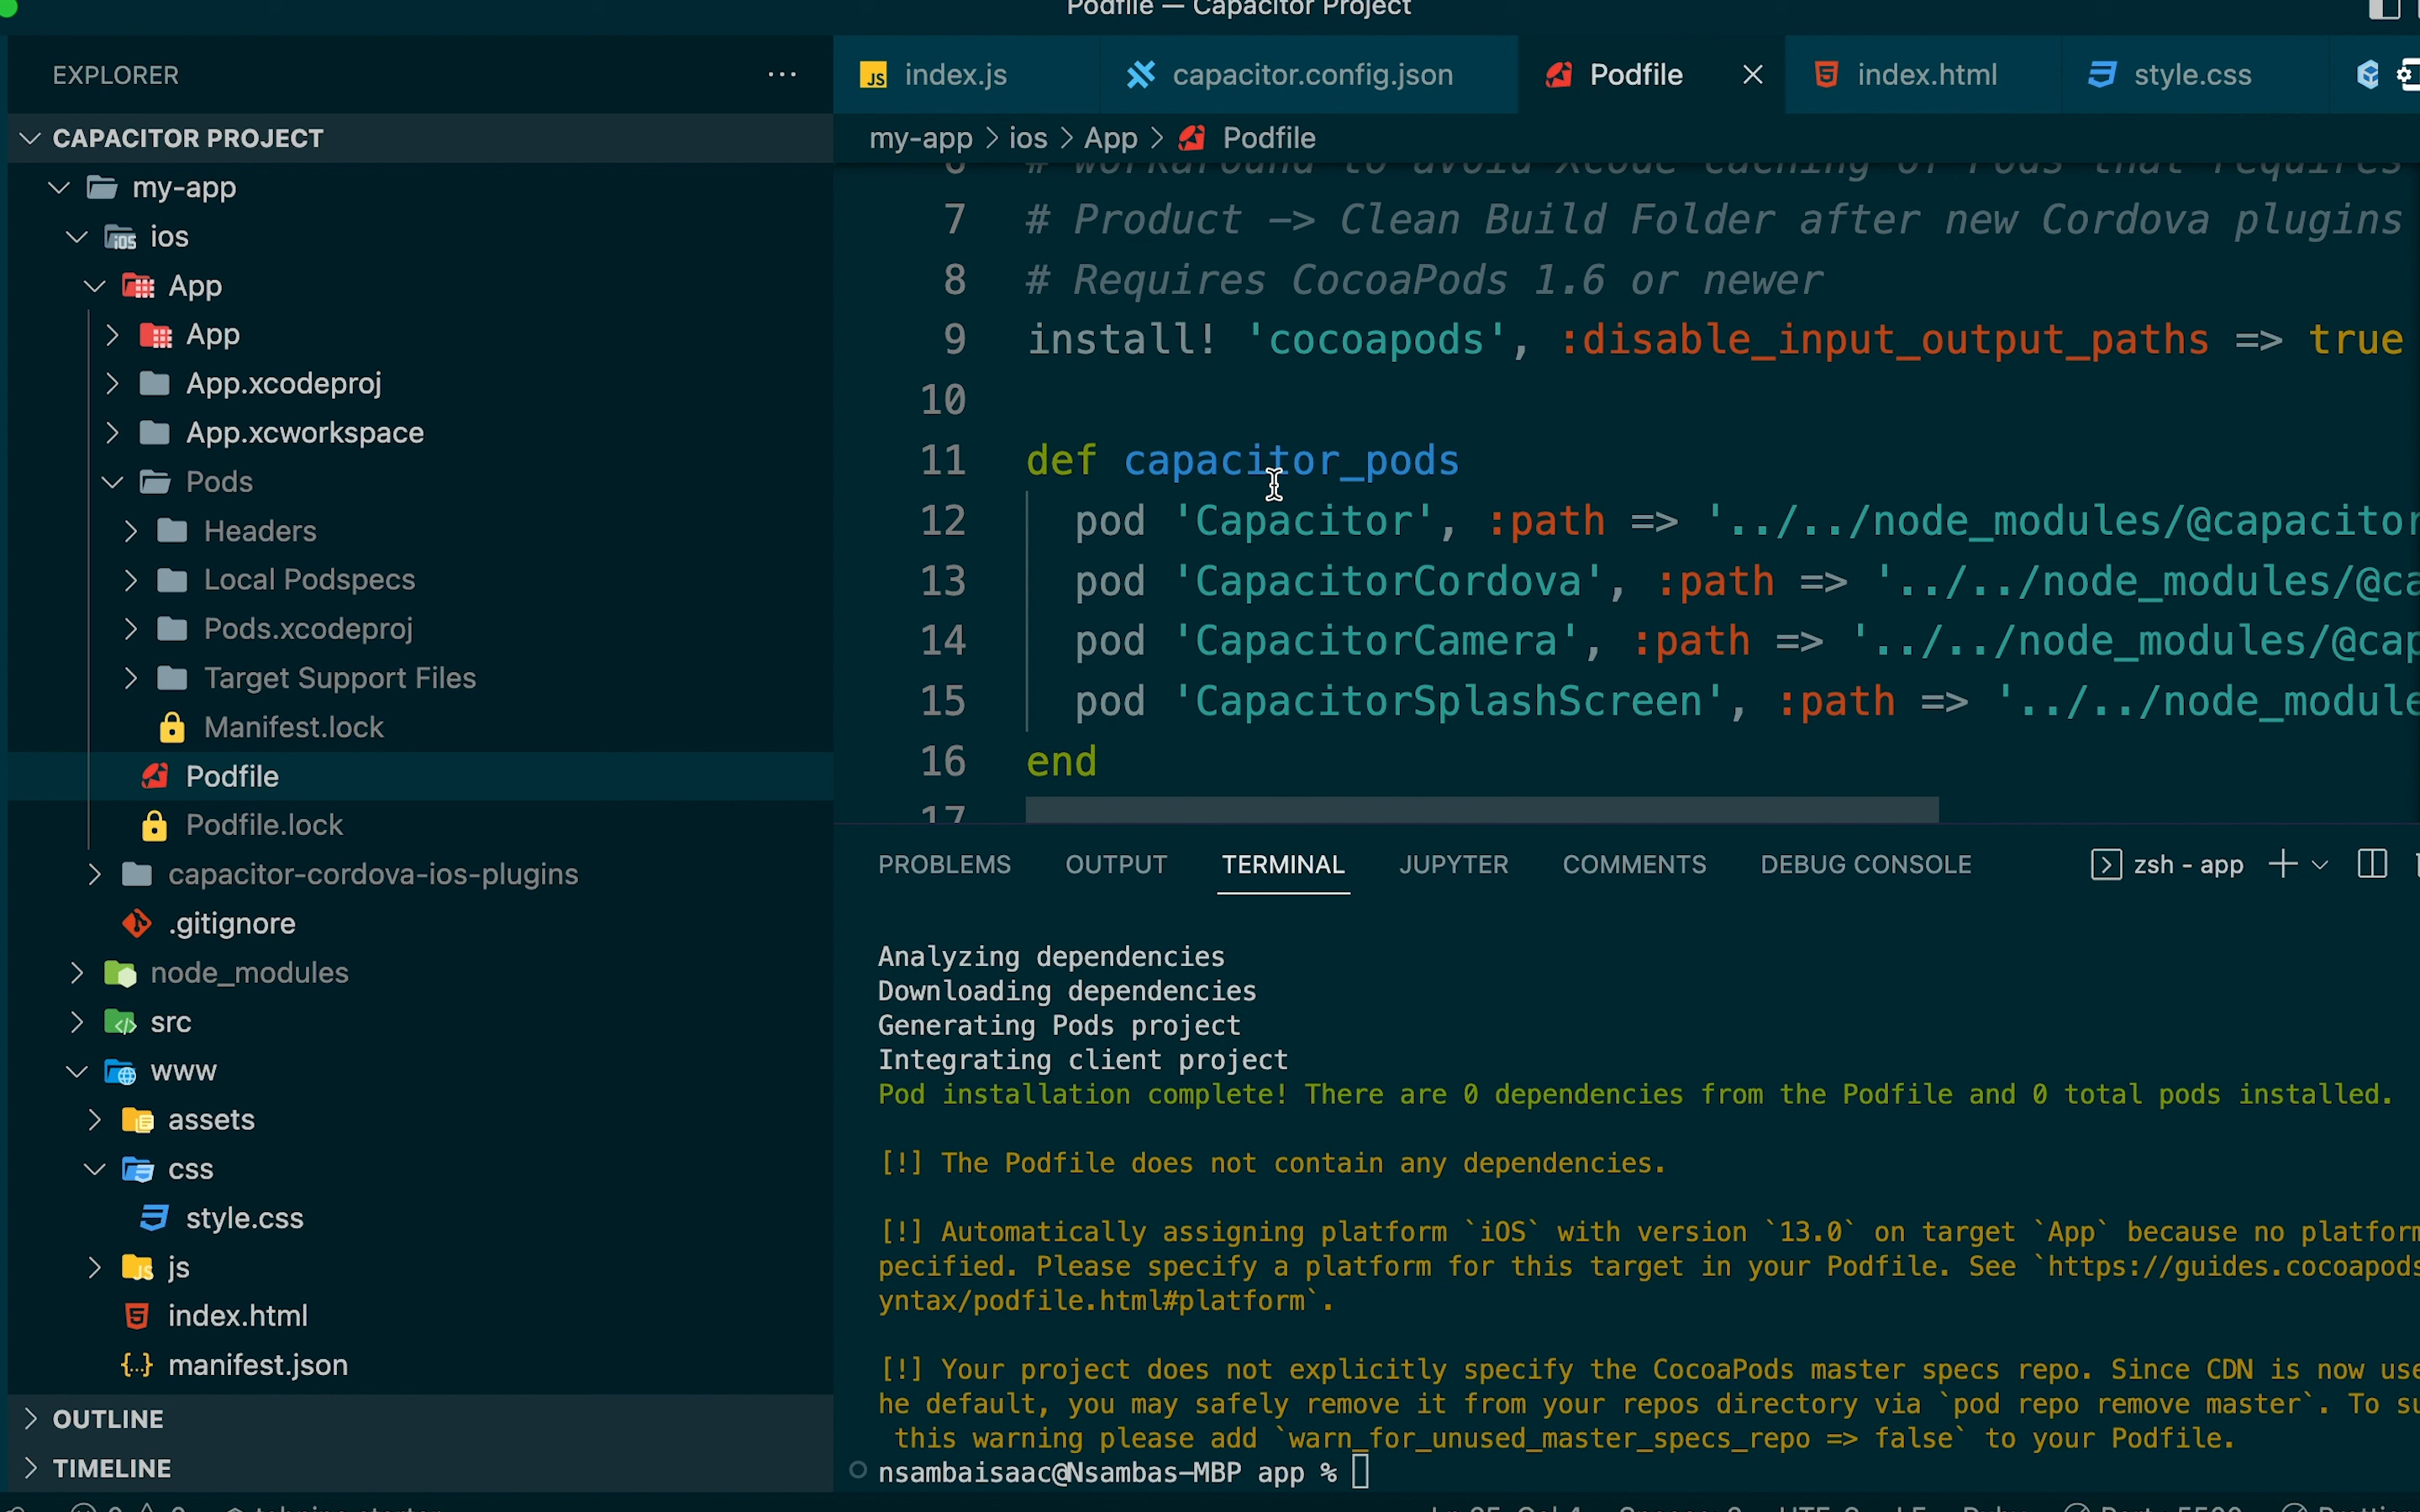 Podfile — Capacitor Project
EXPLORER
CAPACITOR PROJECT
my-app
ios
App
App
App.xcodeproj
App.xcworkspace
Pods
Headers
Local Podspecs
Pods.xcodeproj
Target Support Files
Manifest.lock
Podfile
Podfile.lock
capacitor-cordova-ios-plugins
.gitignore
node_modules
src
www
assets
css
style.css
js
index.html
manifest.json
OUTLINE
TIMELINE
index.js capacitor.config.json Podfile index.html style.css
my-app > ios > App > Podfile
6 # workaround to avoid Xcode caching of Pods that requires
7 # Product -> Clean Build Folder after new Cordova plugins
8 # Requires CocoaPods 1.6 or newer
9 install! 'cocoapods', :disable_input_output_paths => true
10
11 def capacitor_pods
12 pod 'Capacitor', :path => '../../node_modules/@capacitor
13 pod 'CapacitorCordova', :path => '../../node_modules/@ca
14 pod 'CapacitorCamera', :path => '../../node_modules/@cap
15 pod 'CapacitorSplashScreen', :path => '../../node_module
16 end
17
PROBLEMS OUTPUT TERMINAL JUPYTER COMMENTS DEBUG CONSOLE zsh - app
Analyzing dependencies
Downloading dependencies
Generating Pods project
Integrating client project
Pod installation complete! There are 0 dependencies from the Podfile and 0 total pods installed.
[!] The Podfile does not contain any dependencies.
[!] Automatically assigning platform `iOS` with version `13.0` on target `App` because no platform
pecified. Please specify a platform for this target in your Podfile. See `https://guides.cocoapods
yntax/podfile.html#platform`.
[!] Your project does not explicitly specify the CocoaPods master specs repo. Since CDN is now use
he default, you may safely remove it from your repos directory via `pod repo remove master`. To su
this warning please add `warn_for_unused_master_specs_repo => false` to your Podfile.
nsambaisaac@Nsambas-MBP app %